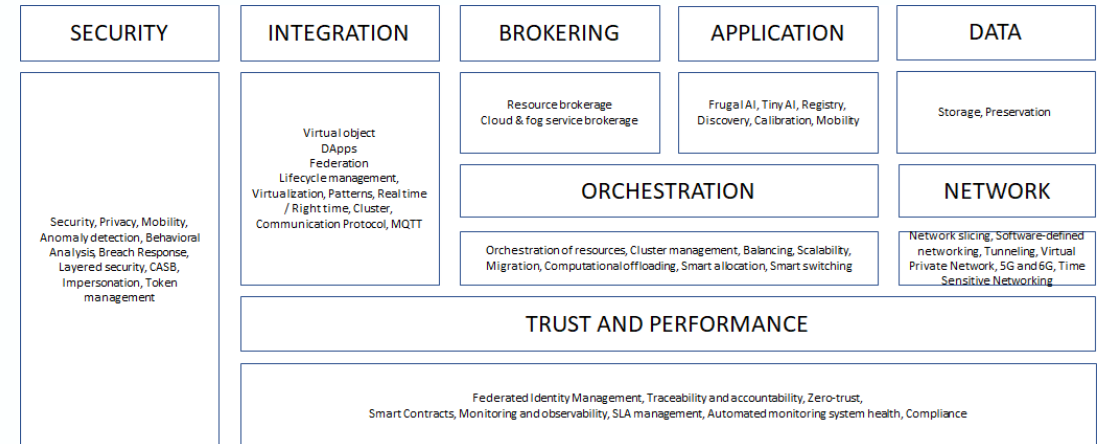 SECURITY
INTEGRATION
BROKERING
APPLICATION
DATA
Security, Privacy, Mobility,
Anomaly detection, Behavioral
Analysis, Breach Response,
Layered security, CASB,
Impersonation, Token
management
Virtual object
DApps
Federation
Lifecycle management,
Virtualization, Patterns, Real time
/ Right time, Cluster,
Communication Protocol, MQTT
Resource brokerage
Cloud & fog service brokerage
Frugal AI, Tiny AI, Registry,
Discovery, Calibration, Mobility
Storage, Preservation
ORCHESTRATION
NETWORK
Orchestration of resources, Cluster management, Balancing, Scalability,
Migration, Computational offloading, Smart allocation, Smart switching
Network slicing, Software-defined
networking, Tunneling, Virtual
Private Network, 5G and 6G, Time
Sensitive Networking
TRUST AND PERFORMANCE
Federated Identity Management, Traceability and accountability, Zero-trust,
Smart Contracts, Monitoring and observability, SLA management, Automated monitoring system health, Compliance